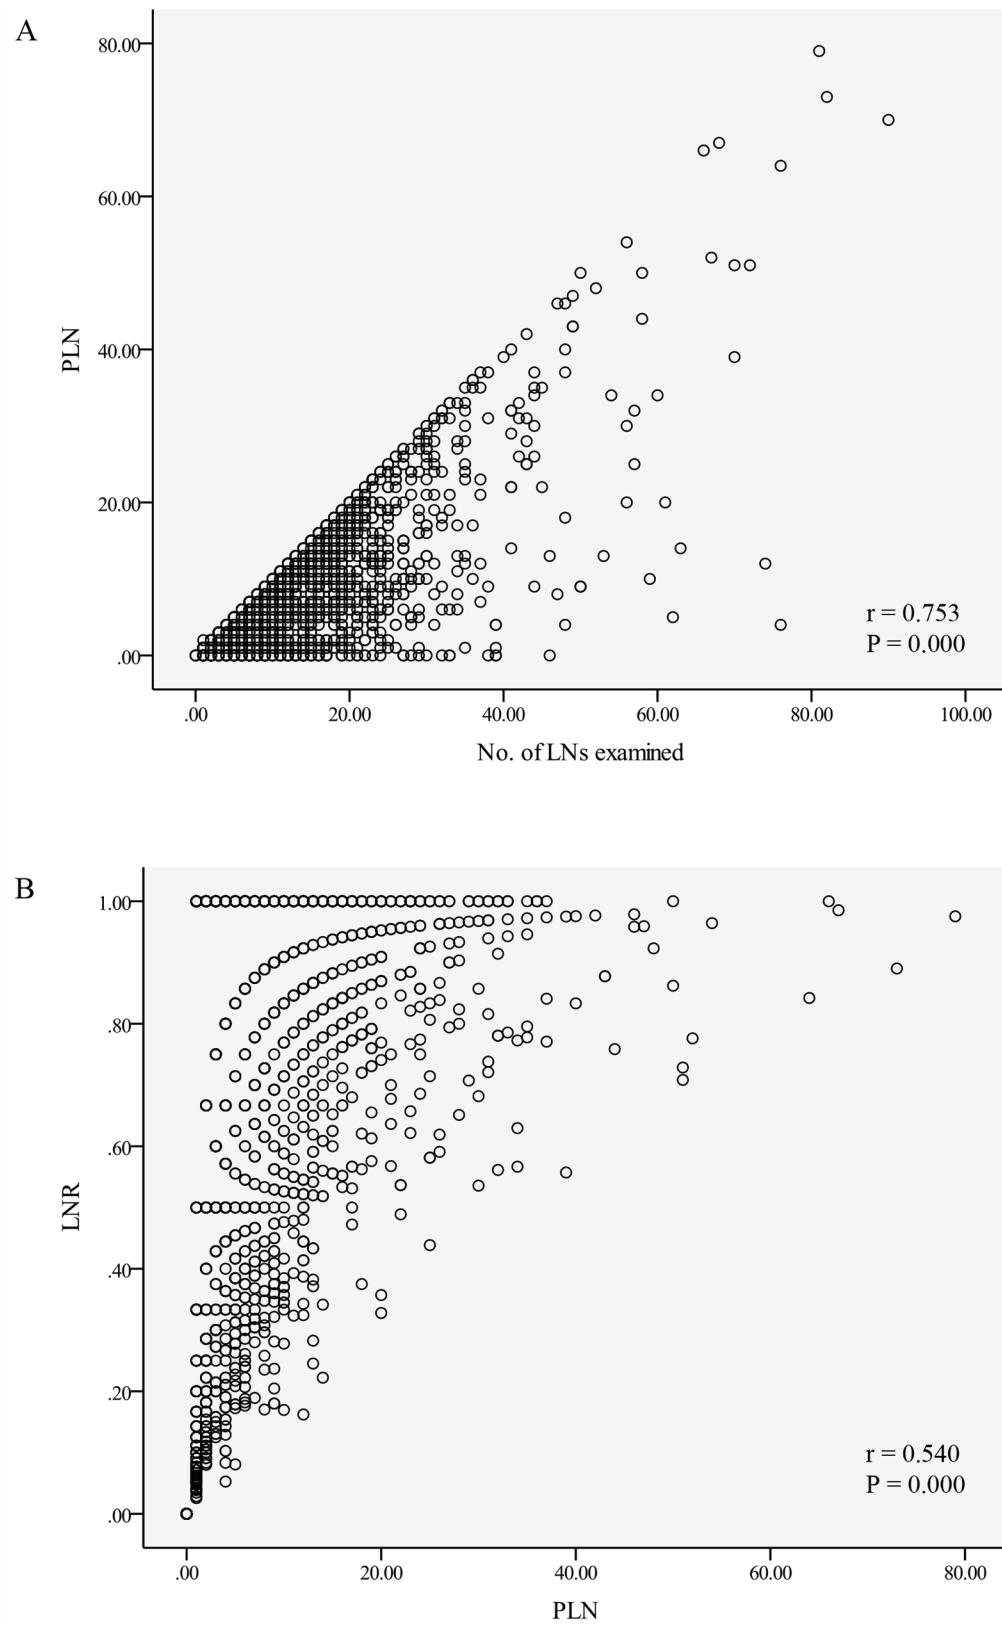 A
80.00
60.00
40.00
20.00
.00
PLN
r = 0.753
P = 0.000
.00 20.00 40.00 60.00 80.00 100.00
No. of LNs examined
B
1.00
.80
.60
.40
.20
.00
LNR
r = 0.540
P = 0.000
.00 20.00 40.00 60.00 80.00
PLN